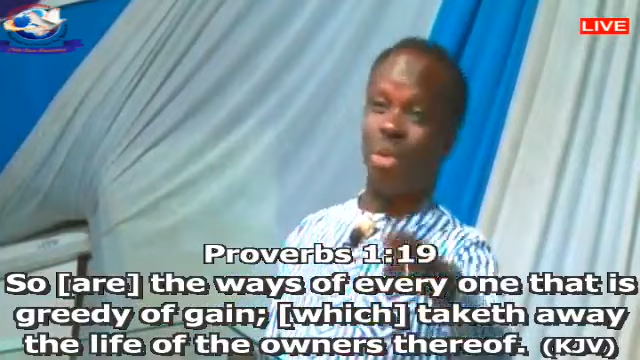 LIVE
Proverbs 1:19
So [are] the ways of every one that is
greedy of gain; [which] taketh away
the life of the owners thereof. (KJV)